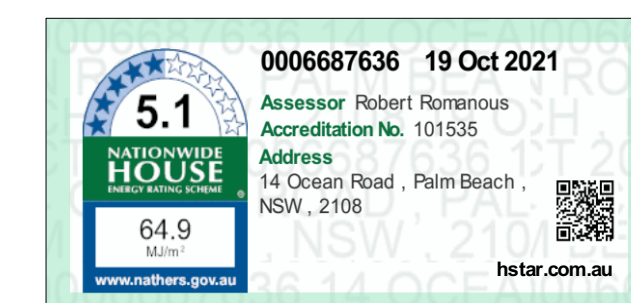 5.1
NATIONWIDE
HOUSE
ENERGY RATING SCHEME
®
64.9
MJ/m²
www.nathers.gov.au
0006687636 19 Oct 2021
Assessor Robert Romanous
Accreditation No. 101535
Address
14 Ocean Road , Palm Beach ,
NSW , 2108
hstar.com.au